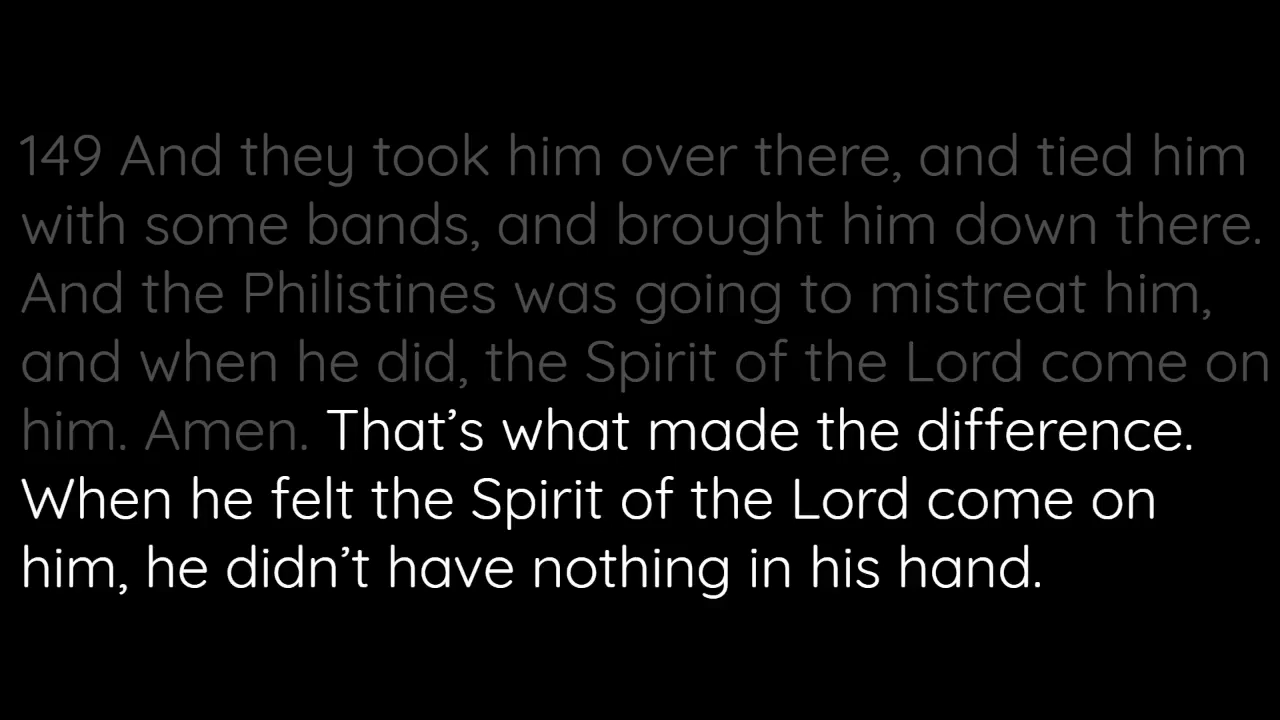 149 And they took him over there, and tied him
with some bands, and brought him down there.
And the Philistines was going to mistreat him,
and when he did, the Spirit of the Lord come on
him. Amen. That’s what made the difference.
When he felt the Spirit of the Lord come on
him, he didn’t have nothing in his hand.